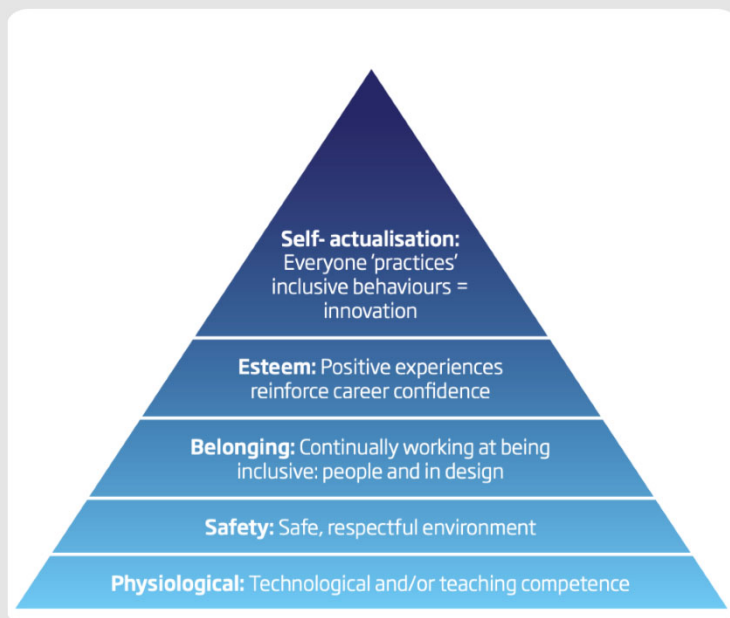 Self- actualisation:
Everyone ‘practices’
inclusive behaviours =
innovation
Esteem: Positive experiences
reinforce career confidence
Belonging: Continually working at being
inclusive: people and in design
Safety: Safe, respectful environment
Physiological: Technological and/or teaching competence